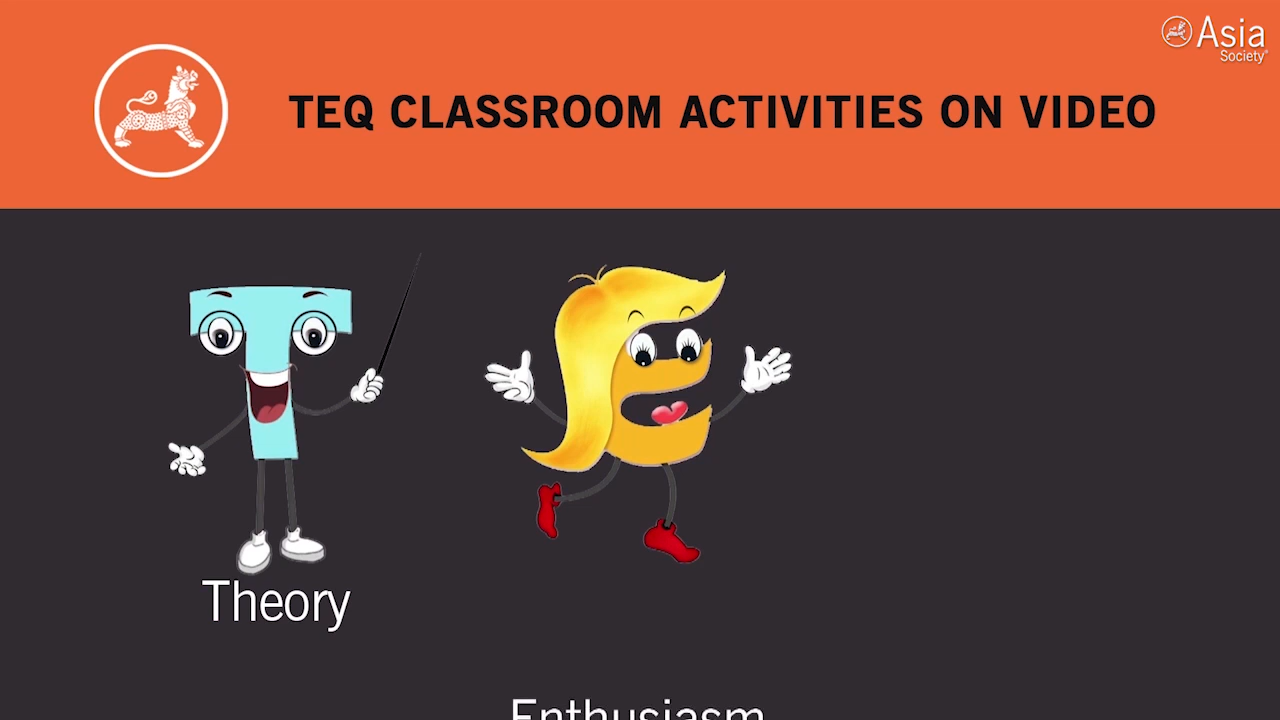 Asia
Society®
TEQ CLASSROOM ACTIVITIES ON VIDEO
Theory
Enthusiasm